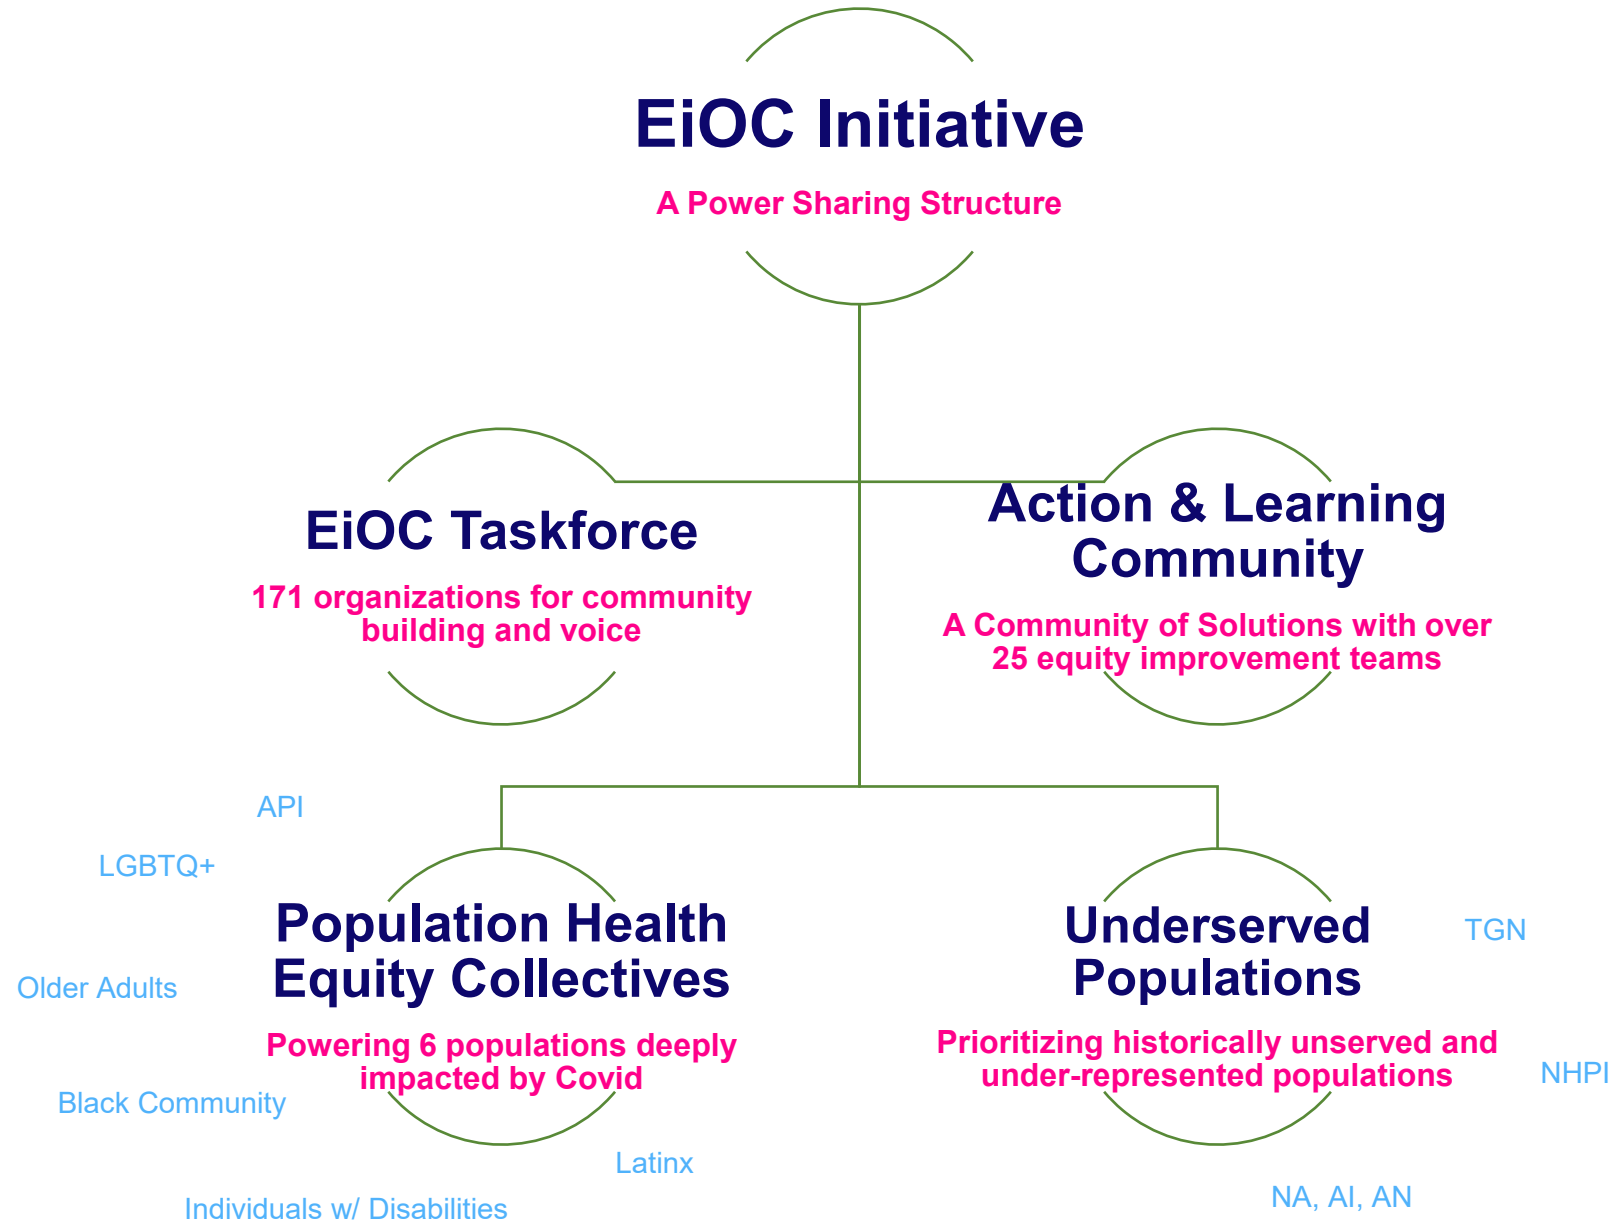 EiOC Initiative
A Power Sharing Structure
EiOC Taskforce
171 organizations for community
building and voice
Action & Learning
Community
A Community of Solutions with over
25 equity improvement teams
API
LGBTQ+
Older Adults
Black Community
Individuals w/ Disabilities
Latinx
Population Health
Equity Collectives
Powering 6 populations deeply
impacted by Covid
Underserved
Populations
Prioritizing historically unserved and
under-represented populations
TGN
NHPI
NA, AI, AN